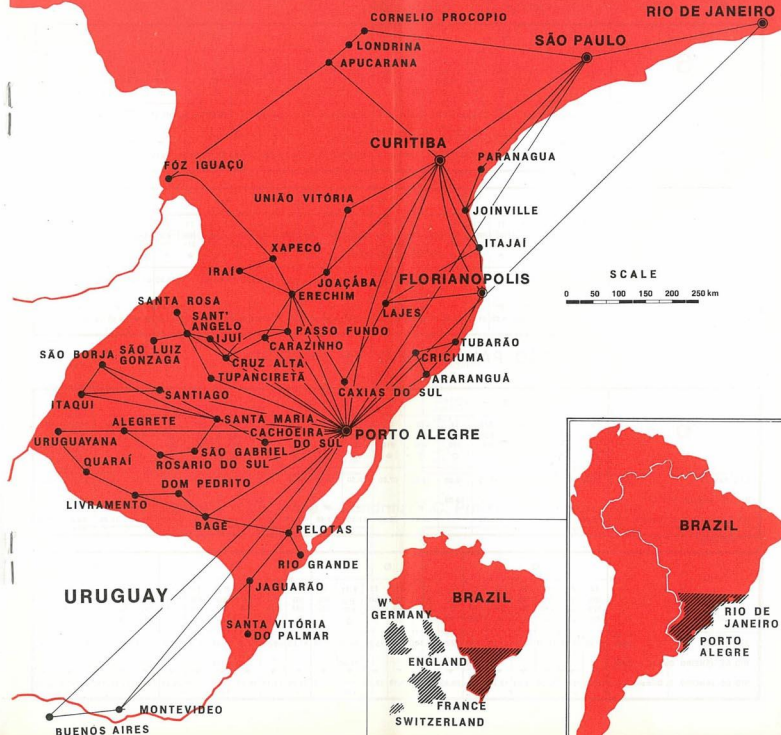 CORNELIO PROCOPIO
RIO DE JANEIRO
LONDRINA
SÃO PAULO
APUCARANA
CURITIBA
PARANAGUA
FÓZ IGUAÇÚ
UNIÃO VITÓRIA
JOINVILLE
ITAJAÍ
XAPECÓ
IRAÍ
JOAÇÁBA
FLORIANOPOLIS
SCALE
0 50 100 150 200 250 km
ERECHIM
LAJES
SANTA ROSA
SANT'
ANGELO
IJUÍ
PASSO FUNDO
CARAZINHO
TUBARÃO
SÃO BORJA
SÃO LUIZ
GONZAGA
CRUZ ALTA
CRICIUMA
TUPANCIRETÃ
ARARANGUÁ
ITAQUI
SANTIAGO
CAXIAS DO SUL
ALEGRETE
SANTA MARIA
URUGUAYANA
CACHOEIRA
DO SUL
PORTO ALEGRE
SÃO GABRIEL
ROSARIO DO SUL
QUARAÍ
DOM PEDRITO
LIVRAMENTO
BAGÉ
PELOTAS
RIO GRANDE
URUGUAY
JAGUARÃO
SANTA VITÓRIA
DO PALMAR
MONTEVIDEO
BUENOS AIRES
BRAZIL
W'
GERMANY
ENGLAND
FRANCE
SWITZERLAND
BRAZIL
RIO DE
JANEIRO
PORTO
ALEGRE